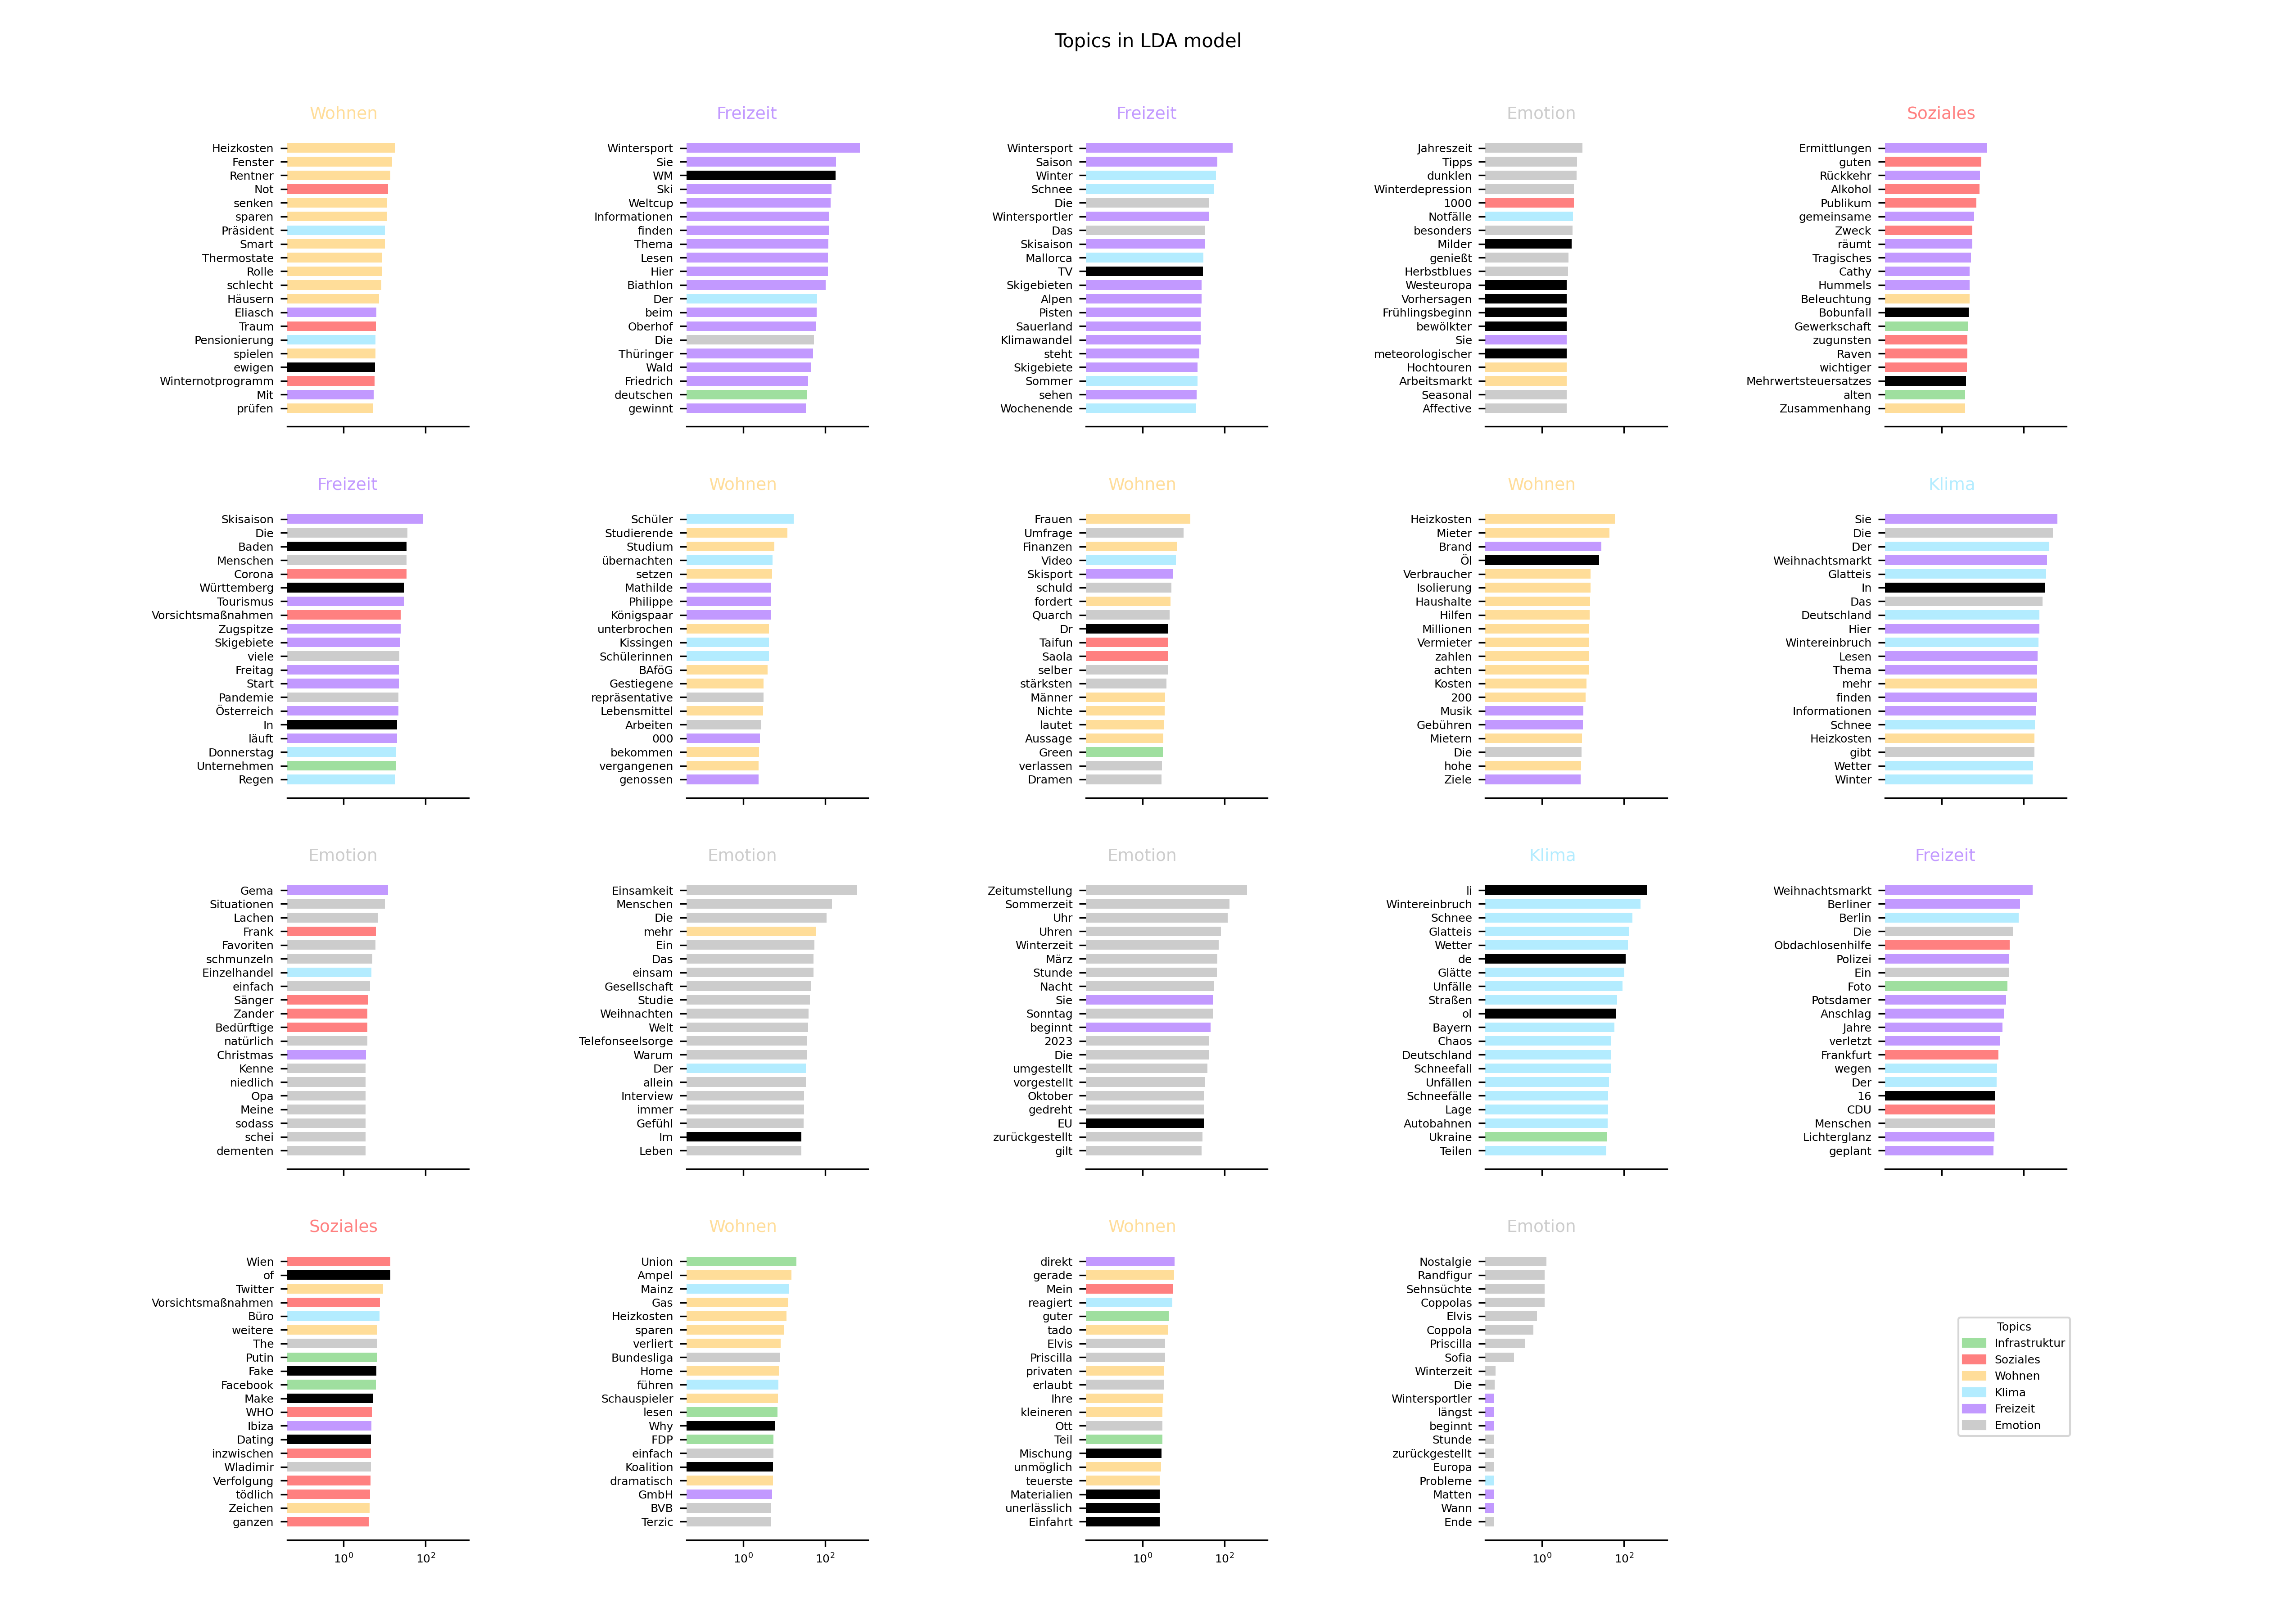 Topics in LDA model
Wohnen
Heizkosten
Fenster
Rentner
Not
senken
sparen
Präsident
Smart
Thermostate
Rolle
schlecht
Häusern
Eliasch
Traum
Pensionierung
spielen
ewigen
Winternotprogramm
Mit
prüfen
Freizeit
Wintersport
Sie
WM
Ski
Weltcup
Informationen
finden
Thema
Lesen
Hier
Biathlon
Der
beim
Oberhof
Die
Thüringer
Wald
Friedrich
deutschen
gewinnt
Freizeit
Wintersport
Saison
Winter
Schnee
Die
Wintersportler
Das
Skisaison
Mallorca
TV
Skigebieten
Alpen
Pisten
Sauerland
Klimawandel
steht
Skigebiete
Sommer
sehen
Wochenende
Emotion
Jahreszeit
Tipps
dunklen
Winterdepression
1000
Notfälle
besonders
Milder
genießt
Herbstblues
Westeuropa
Vorhersagen
Frühlingsbeginn
bewölkter
Sie
meteorologischer
Hochtouren
Arbeitsmarkt
Seasonal
Affective
Soziales
Ermittlungen
guten
Rückkehr
Alkohol
Publikum
gemeinsame
Zweck
räumt
Tragisches
Cathy
Hummels
Beleuchtung
Bobunfall
Gewerkschaft
zugunsten
Raven
wichtiger
Mehrwertsteuersatzes
alten
Zusammenhang
Freizeit
Skisaison
Die
Baden
Menschen
Corona
Württemberg
Tourismus
Vorsichtsmaßnahmen
Zugspitze
Skigebiete
viele
Freitag
Start
Pandemie
Österreich
In
läuft
Donnerstag
Unternehmen
Regen
Wohnen
Schüler
Studierende
Studium
übernachten
setzen
Mathilde
Philippe
Königspaar
unterbrochen
Kissingen
Schülerinnen
BAföG
Gestiegene
repräsentative
Lebensmittel
Arbeiten
000
bekommen
vergangenen
genossen
Wohnen
Frauen
Umfrage
Finanzen
Video
Skisport
schuld
fordert
Quarch
Dr
Taifun
Saola
selber
stärksten
Männer
Nichte
lautet
Aussage
Green
verlassen
Dramen
Wohnen
Heizkosten
Mieter
Brand
Öl
Verbraucher
Isolierung
Haushalte
Hilfen
Millionen
Vermieter
zahlen
achten
Kosten
200
Musik
Gebühren
Mietern
Die
hohe
Ziele
Klima
Sie
Die
Der
Weihnachtsmarkt
Glatteis
In
Das
Deutschland
Hier
Wintereinbruch
Lesen
Thema
mehr
finden
Informationen
Schnee
Heizkosten
gibt
Wetter
Winter
Emotion
Gema
Situationen
Lachen
Frank
Favoriten
schmunzeln
Einzelhandel
einfach
Sänger
Zander
Bedürftige
natürlich
Christmas
Kenne
niedlich
Opa
Meine
sodass
schei
dementen
Emotion
Einsamkeit
Menschen
Die
mehr
Ein
Das
einsam
Gesellschaft
Studie
Weihnachten
Welt
Telefonseelsorge
Warum
Der
allein
Interview
immer
Gefühl
Im
Leben
Emotion
Zeitumstellung
Sommerzeit
Uhr
Uhren
Winterzeit
März
Stunde
Nacht
Sie
Sonntag
beginnt
2023
Die
umgestellt
vorgestellt
Oktober
gedreht
EU
zurückgestellt
gilt
Klima
li
Wintereinbruch
Schnee
Glatteis
Wetter
de
Glätte
Unfälle
Straßen
ol
Bayern
Chaos
Deutschland
Schneefall
Unfällen
Schneefälle
Lage
Autobahnen
Ukraine
Teilen
Freizeit
Weihnachtsmarkt
Berliner
Berlin
Die
Obdachlosenhilfe
Polizei
Ein
Foto
Potsdamer
Anschlag
Jahre
verletzt
Frankfurt
wegen
Der
16
CDU
Menschen
Lichterglanz
geplant
Soziales
Wien
of
Twitter
Vorsichtsmaßnahmen
Büro
weitere
The
Putin
Fake
Facebook
Make
WHO
Ibiza
Dating
inzwischen
Wladimir
Verfolgung
tödlich
Zeichen
ganzen
10⁰ 10²
Wohnen
Union
Ampel
Mainz
Gas
Heizkosten
sparen
verliert
Bundesliga
Home
führen
Schauspieler
lesen
Why
FDP
einfach
Koalition
dramatisch
GmbH
BVB
Terzic
10⁰ 10²
Wohnen
direkt
gerade
Mein
reagiert
guter
tado
Elvis
Priscilla
privaten
erlaubt
Ihre
kleineren
Ott
Teil
Mischung
unmöglich
teuerste
Materialien
unerlässlich
Einfahrt
10⁰ 10²
Emotion
Nostalgie
Randfigur
Sehnsüchte
Coppolas
Elvis
Coppola
Priscilla
Sofia
Winterzeit
Die
Wintersportler
längst
beginnt
Stunde
zurückgestellt
Europa
Probleme
Matten
Wann
Ende
10⁰ 10²
Topics
Infrastruktur
Soziales
Wohnen
Klima
Freizeit
Emotion